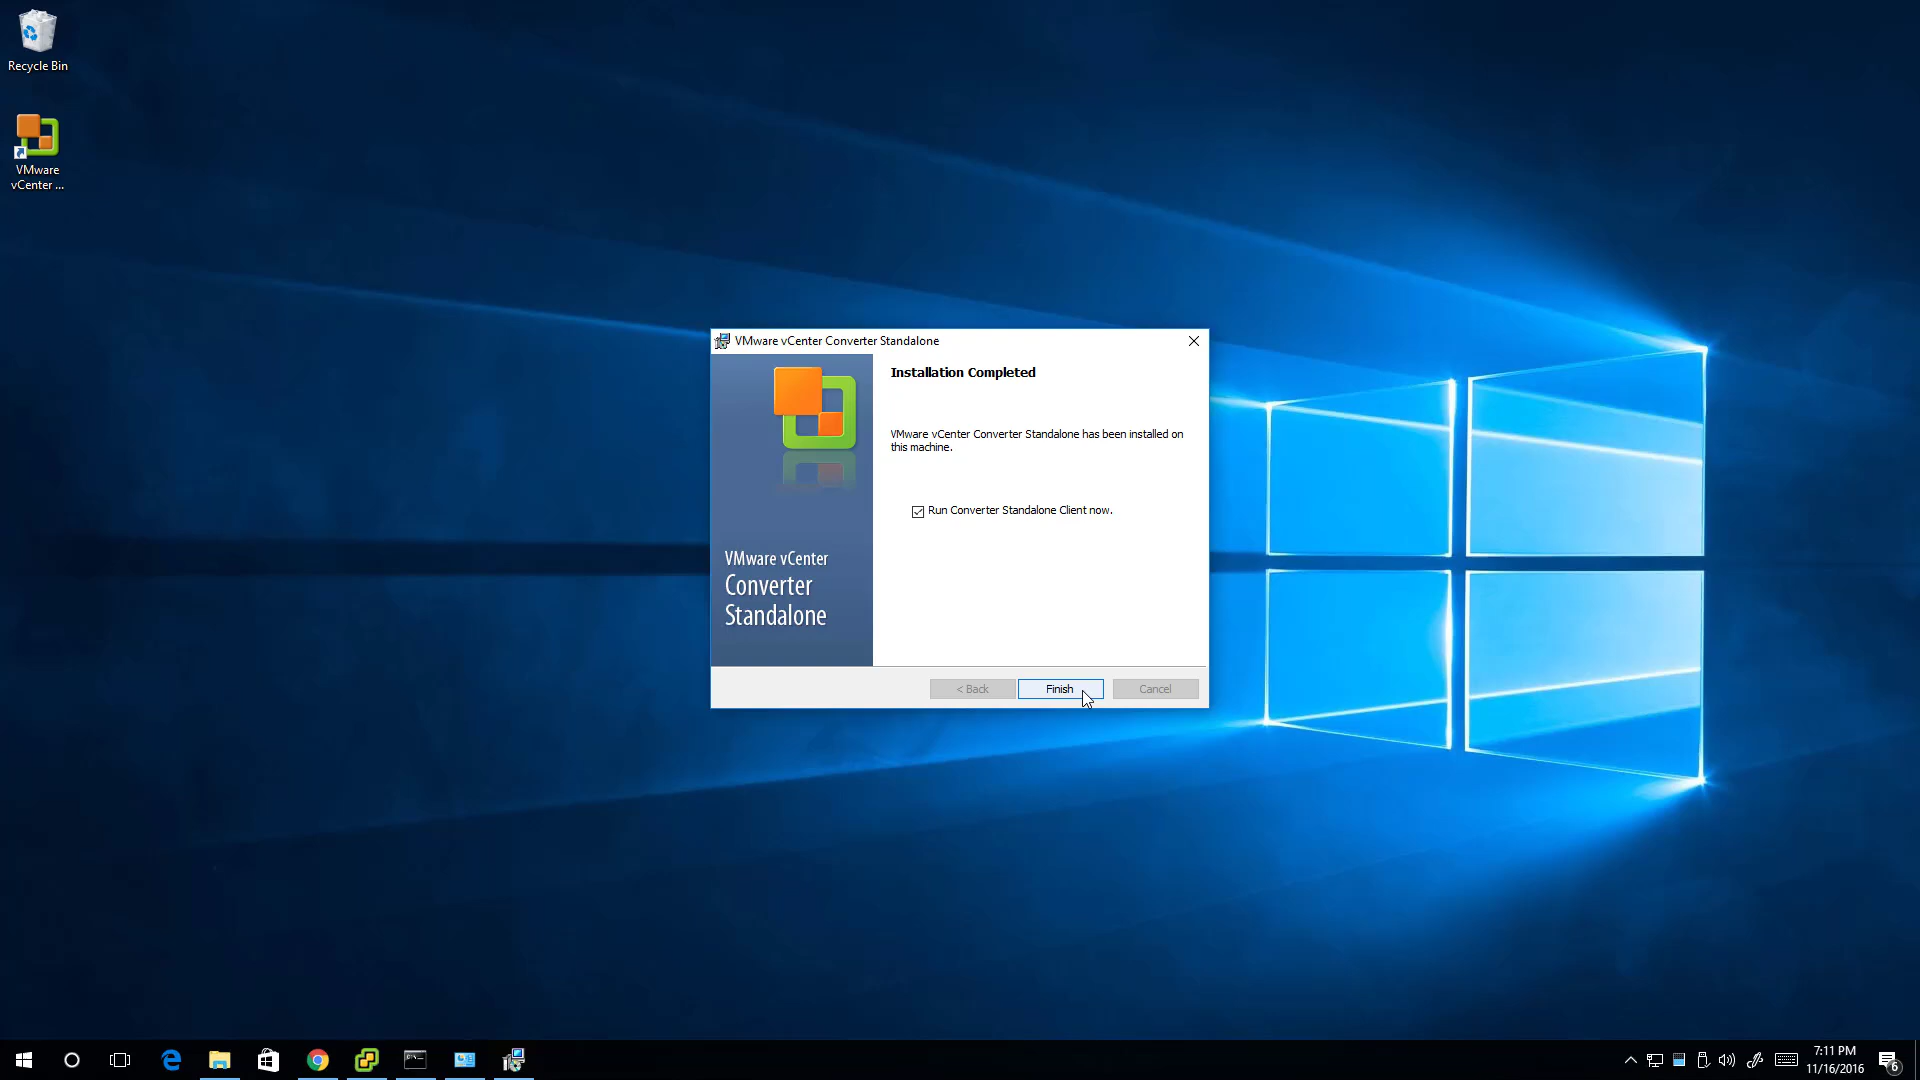 Recycle Bin
VMware
vCenter ...
VMware vCenter Converter Standalone
Installation Completed
VMware vCenter Converter Standalone has been installed on
this machine.
Run Converter Standalone Client now.
VMware vCenter
Converter
Standalone
< Back
Finish
Cancel
7:11 PM
11/16/2016
6